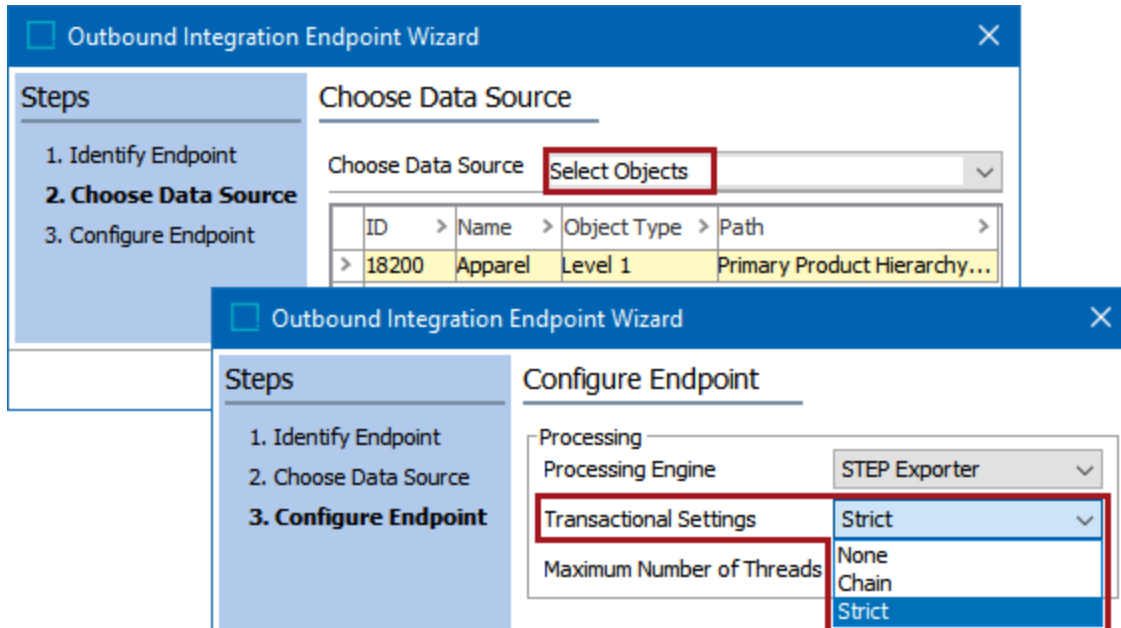 Outbound Integration Endpoint Wizard
Steps
Choose Data Source
1. Identify Endpoint
2. Choose Data Source
3. Configure Endpoint
Choose Data Source Select Objects
ID > Name > Object Type > Path >
> 18200 Apparel Level 1 Primary Product Hierarchy...
Outbound Integration Endpoint Wizard
Steps
Configure Endpoint
1. Identify Endpoint
2. Choose Data Source
3. Configure Endpoint
Processing
Processing Engine STEP Exporter
Transactional Settings Strict
None
Maximum Number of Threads
Chain
Strict